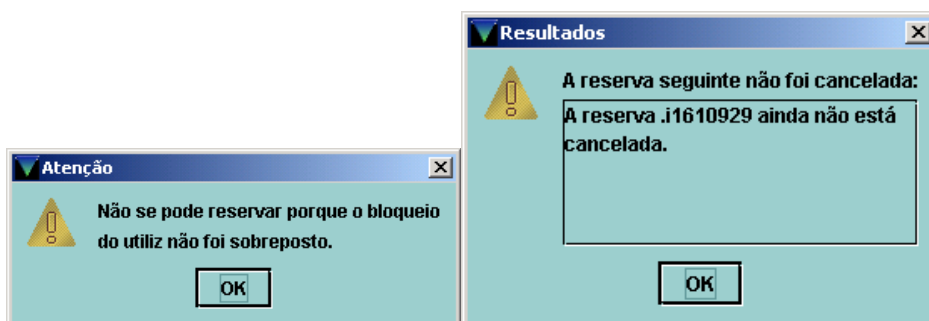 Atenção
Não se pode reservar porque o bloqueio
do utiliz não foi sobreposto.
OK
Resultados
A reserva seguinte não foi cancelada:
A reserva .i1610929 ainda não está
cancelada.
OK